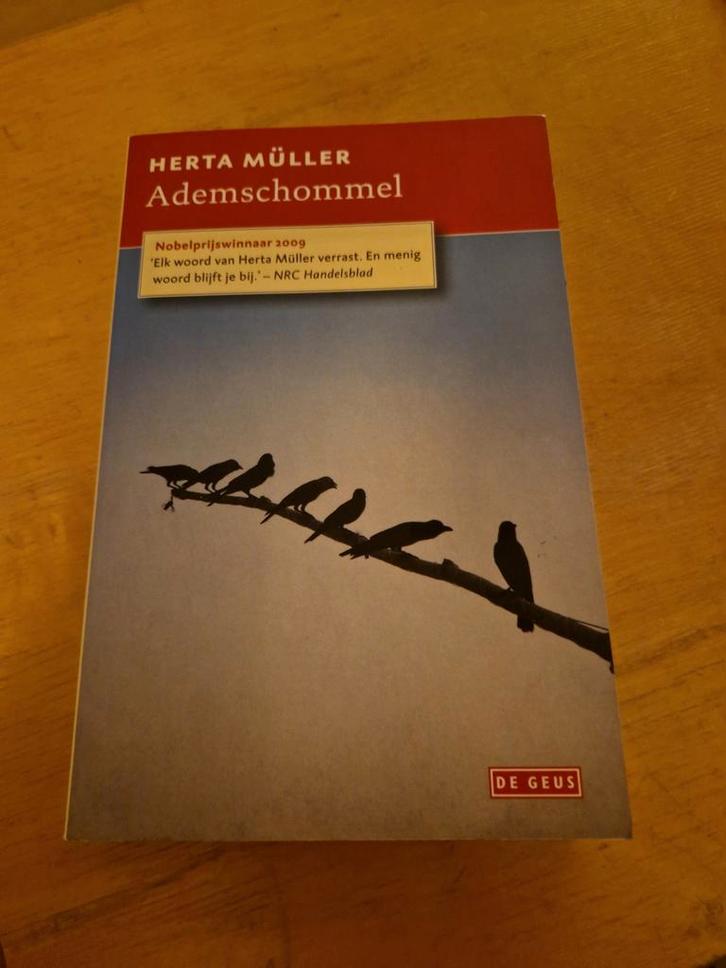 HERTA MÜLLER
Ademschommel
Nobelprijswinnaar 2009
'Elk woord van Herta Müller verrast. En menig
woord blijft je bij.' – NRC Handelsblad
DE GEUS